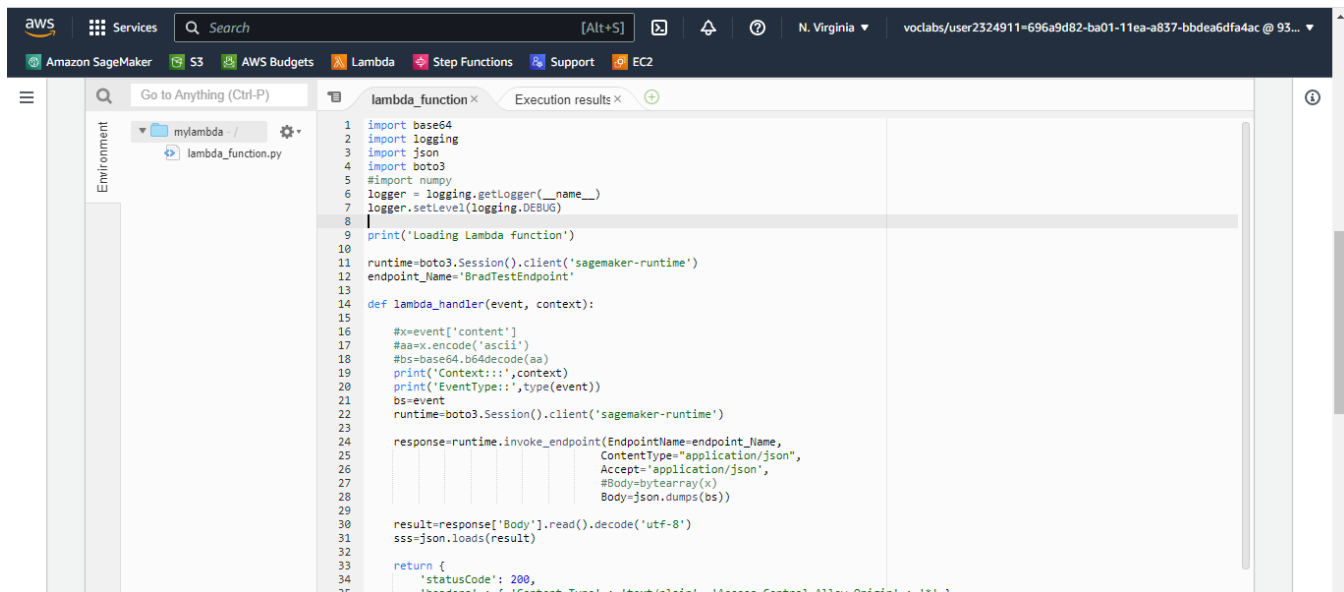 aws Services Search [Alt+S] N. Virginia voclabs/user2324911=696a9d82-ba01-11ea-a837-bbdea6dfa4ac @ 93...
Amazon SageMaker S3 AWS Budgets Lambda Step Functions Support EC2
Go to Anything (Ctrl-P) lambda_function Execution results
Environment
mylambda - /
lambda_function.py
1 import base64
2 import logging
3 import json
4 import boto3
5 #import numpy
6 logger = logging.getLogger(__name__)
7 logger.setLevel(logging.DEBUG)
8
9 print('Loading Lambda function')
10
11 runtime=boto3.Session().client('sagemaker-runtime')
12 endpoint_Name='BradTestEndpoint'
13
14 def lambda_handler(event, context):
15
16 #x=event['content']
17 #aa=x.encode('ascii')
18 #bs=base64.b64decode(aa)
19 print('Context:::',context)
20 print('EventType::',type(event))
21 bs=event
22 runtime=boto3.Session().client('sagemaker-runtime')
23
24 response=runtime.invoke_endpoint(EndpointName=endpoint_Name,
25 ContentType="application/json",
26 Accept='application/json',
27 #Body=bytearray(x)
28 Body=json.dumps(bs))
29
30 result=response['Body'].read().decode('utf-8')
31 sss=json.loads(result)
32
33 return {
34 'statusCode': 200,